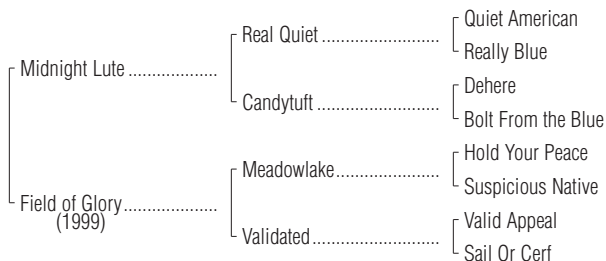 Quiet American
Real Quiet ..........................
Really Blue
Midnight Lute ...................
Dehere
Candytuft ...........................
Bolt From the Blue
Hold Your Peace
Meadowlake.......................
Suspicious Native
Field of Glory....................
(1999)
Valid Appeal
Validated............................
Sail Or Cerf